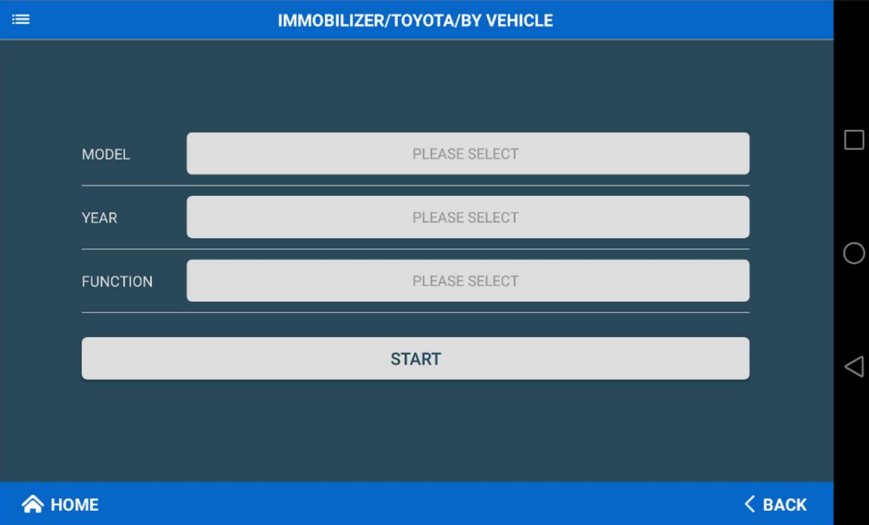 IMMOBILIZER/TOYOTA/BY VEHICLE
MODEL PLEASE SELECT
YEAR PLEASE SELECT
FUNCTION PLEASE SELECT
START
HOME BACK